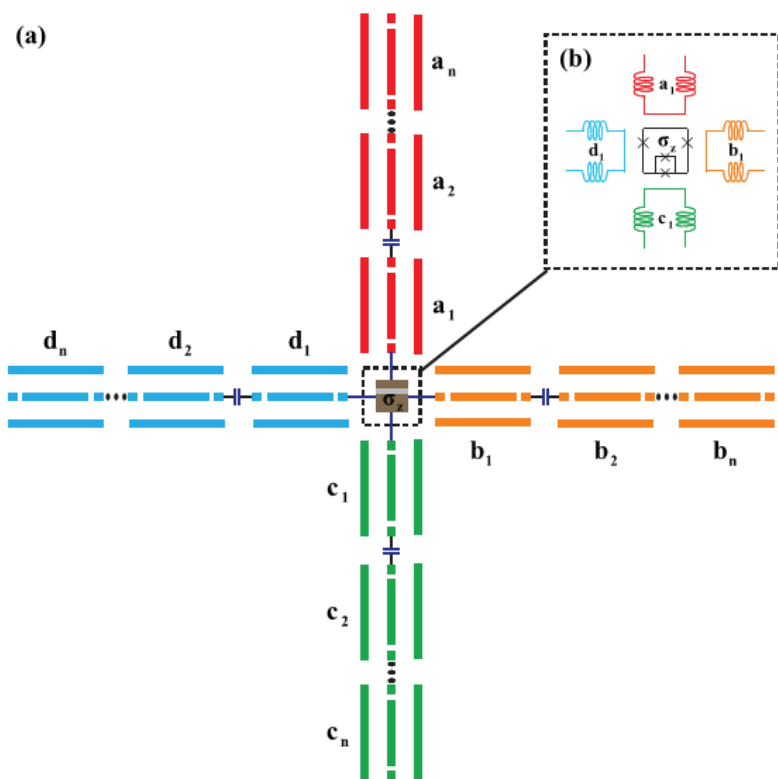 (a)
a_n
a_2
a_1
(b)
a_1
d_1
σ_z
b_1
c_1
d_n d_2 d_1
σ_z
b_1 b_2 b_n
c_1
c_2
c_n